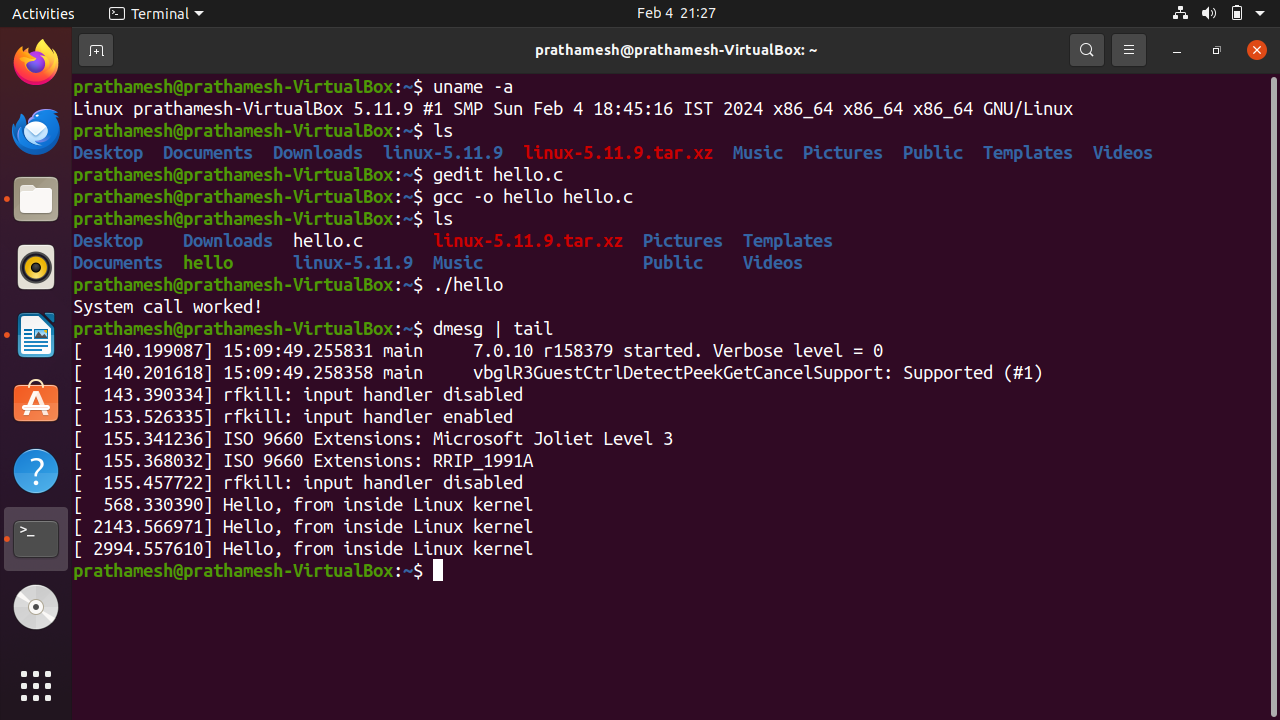 Activities Terminal Feb 4 21:27
prathamesh@prathamesh-VirtualBox: ~
prathamesh@prathamesh-VirtualBox:~$ uname -a
Linux prathamesh-VirtualBox 5.11.9 #1 SMP Sun Feb 4 18:45:16 IST 2024 x86_64 x86_64 x86_64 GNU/Linux
prathamesh@prathamesh-VirtualBox:~$ ls
Desktop Documents Downloads linux-5.11.9 linux-5.11.9.tar.xz Music Pictures Public Templates Videos
prathamesh@prathamesh-VirtualBox:~$ gedit hello.c
prathamesh@prathamesh-VirtualBox:~$ gcc -o hello hello.c
prathamesh@prathamesh-VirtualBox:~$ ls
Desktop Downloads hello.c linux-5.11.9.tar.xz Pictures Templates
Documents hello linux-5.11.9 Music Public Videos
prathamesh@prathamesh-VirtualBox:~$ ./hello
System call worked!
prathamesh@prathamesh-VirtualBox:~$ dmesg | tail
[  140.199087] 15:09:49.255831 main     7.0.10 r158379 started. Verbose level = 0
[  140.201618] 15:09:49.258358 main     vbglR3GuestCtrlDetectPeekGetCancelSupport: Supported (#1)
[  143.390334] rfkill: input handler disabled
[  153.526335] rfkill: input handler enabled
[  155.341236] ISO 9660 Extensions: Microsoft Joliet Level 3
[  155.368032] ISO 9660 Extensions: RRIP_1991A
[  155.457722] rfkill: input handler disabled
[  568.330390] Hello, from inside Linux kernel
[ 2143.566971] Hello, from inside Linux kernel
[ 2994.557610] Hello, from inside Linux kernel
prathamesh@prathamesh-VirtualBox:~$